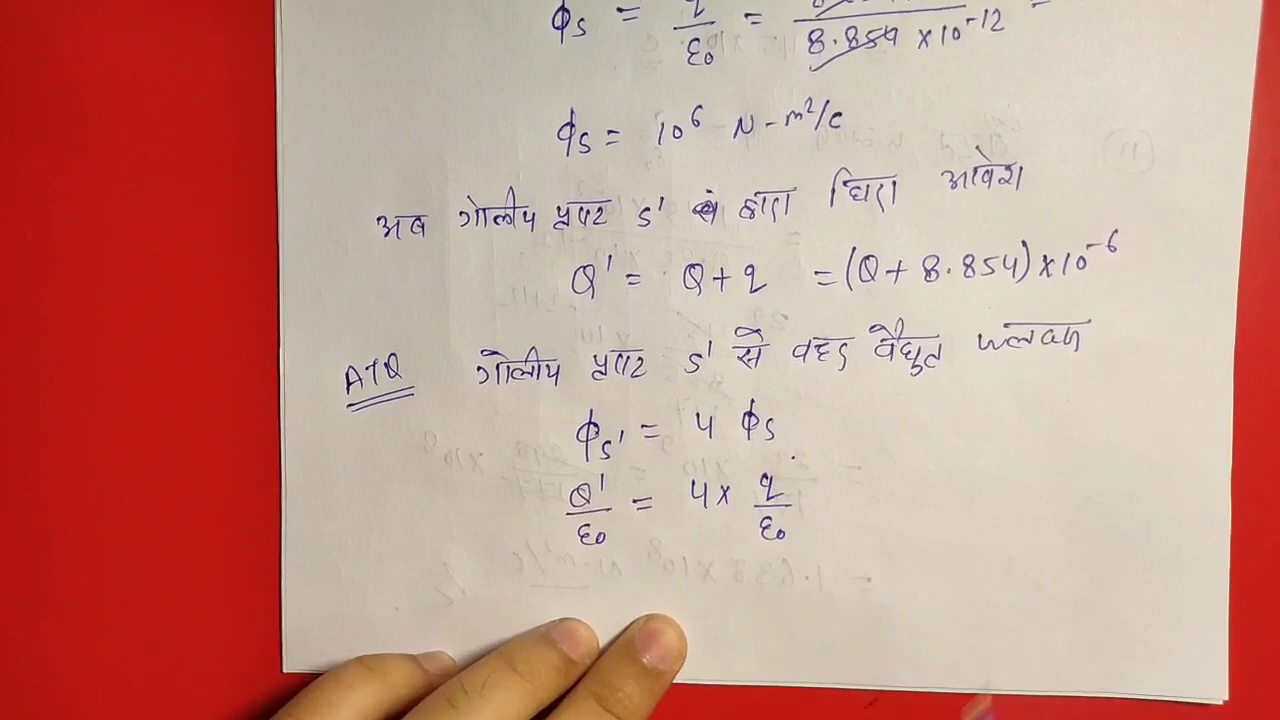 ϕs = q/ε₀ = /8.854 × 10⁻¹² =
ϕs = 10⁶ N-m²/C
अब गोलीय पृष्ट S' द्वारा घिरा आवेश
Q' = Q + q = (Q + 8.854) × 10⁻⁶
ATQ गोलीय पृष्ट S' से वद्ध वैद्युत फ्लक्स
ϕs' = 4 ϕs
Q'/ε₀ = 4 × q/ε₀